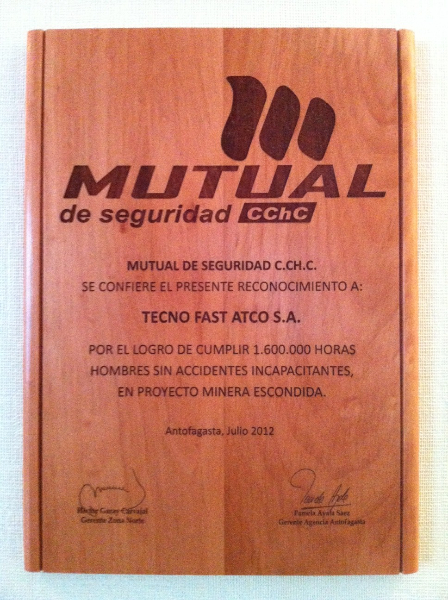 MUTUAL
de seguridad CChC
MUTUAL DE SEGURIDAD C.CH.C.
SE CONFIERE EL PRESENTE RECONOCIMIENTO A:
TECNO FAST ATCO S.A.
POR EL LOGRO DE CUMPLIR 1.600.000 HORAS
HOMBRES SIN ACCIDENTES INCAPACITANTES,
EN PROYECTO MINERA ESCONDIDA.
Antofagasta, Julio 2012
Garay Carvajal
Gerente Zona Norte
Pamela Ayala Saez
Gerente Agencia Antofagasta